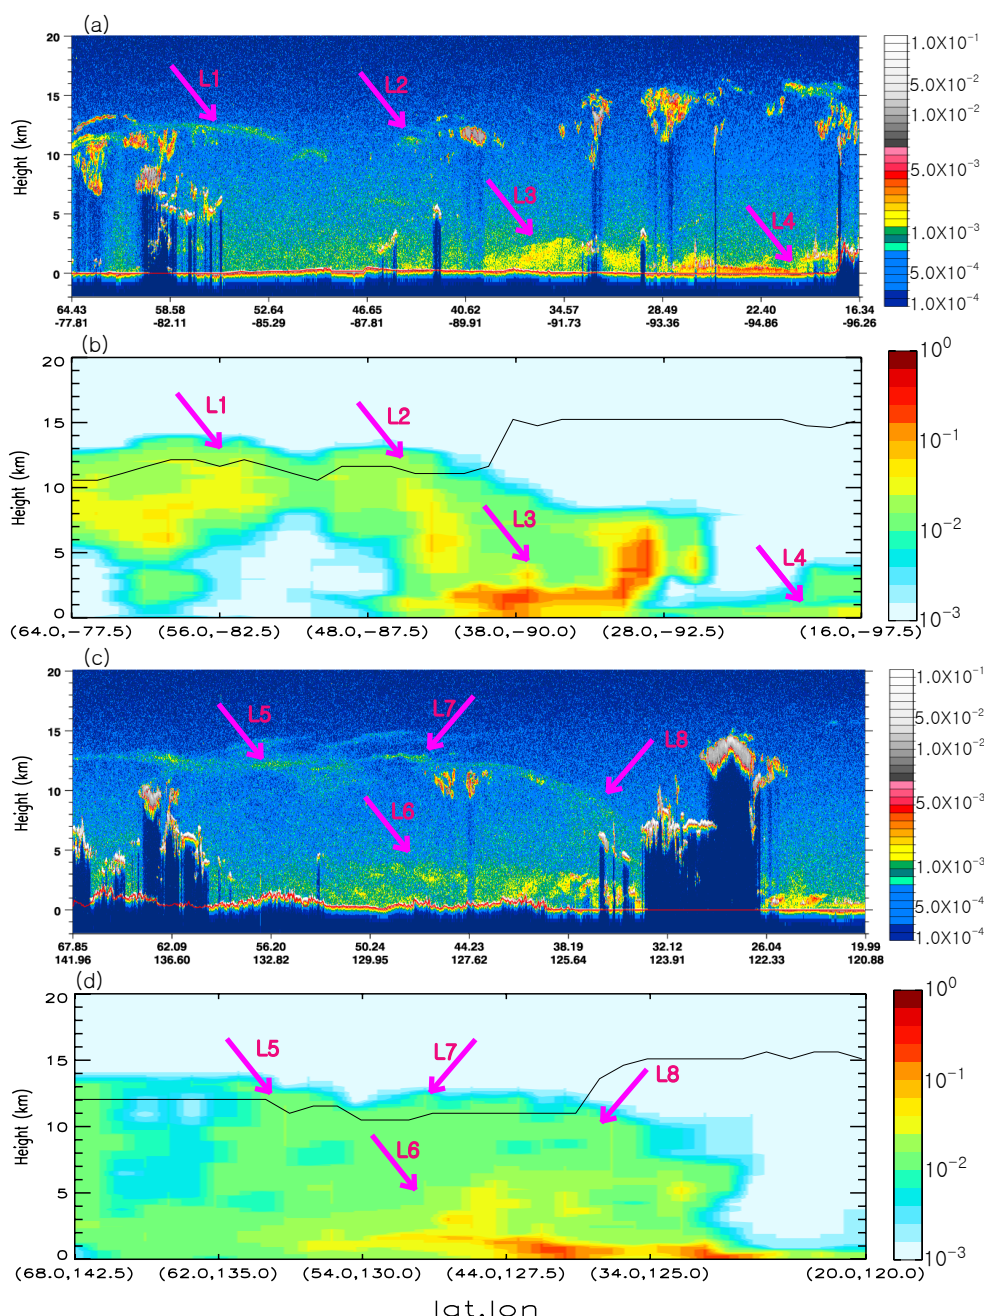 (a)
20
15
10
5
0
Height (km)
L1
L2
L3
L4
1.0X10-1
5.0X10-2
1.0X10-2
5.0X10-3
1.0X10-3
5.0X10-4
1.0X10-4
64.43 58.58 52.64 46.65 40.62 34.57 28.49 22.40 16.34
-77.81 -82.11 -85.29 -87.81 -89.91 -91.73 -93.36 -94.86 -96.26
(b)
20
15
10
5
0
Height (km)
L1
L2
L3
L4
10^0
10^-1
10^-2
10^-3
(64.0,-77.5) (56.0,-82.5) (48.0,-87.5) (38.0,-90.0) (28.0,-92.5) (16.0,-97.5)
(c)
20
15
10
5
0
Height (km)
L5
L7
L8
L6
1.0X10-1
5.0X10-2
1.0X10-2
5.0X10-3
1.0X10-3
5.0X10-4
1.0X10-4
67.85 62.09 56.20 50.24 44.23 38.19 32.12 26.04 19.99
141.96 136.60 132.82 129.95 127.62 125.64 123.91 122.33 120.88
(d)
20
15
10
5
0
Height (km)
L5
L7
L8
L6
10^0
10^-1
10^-2
10^-3
(68.0,142.5) (62.0,135.0) (54.0,130.0) (44.0,127.5) (34.0,125.0) (20.0,120.0)
lat.lon